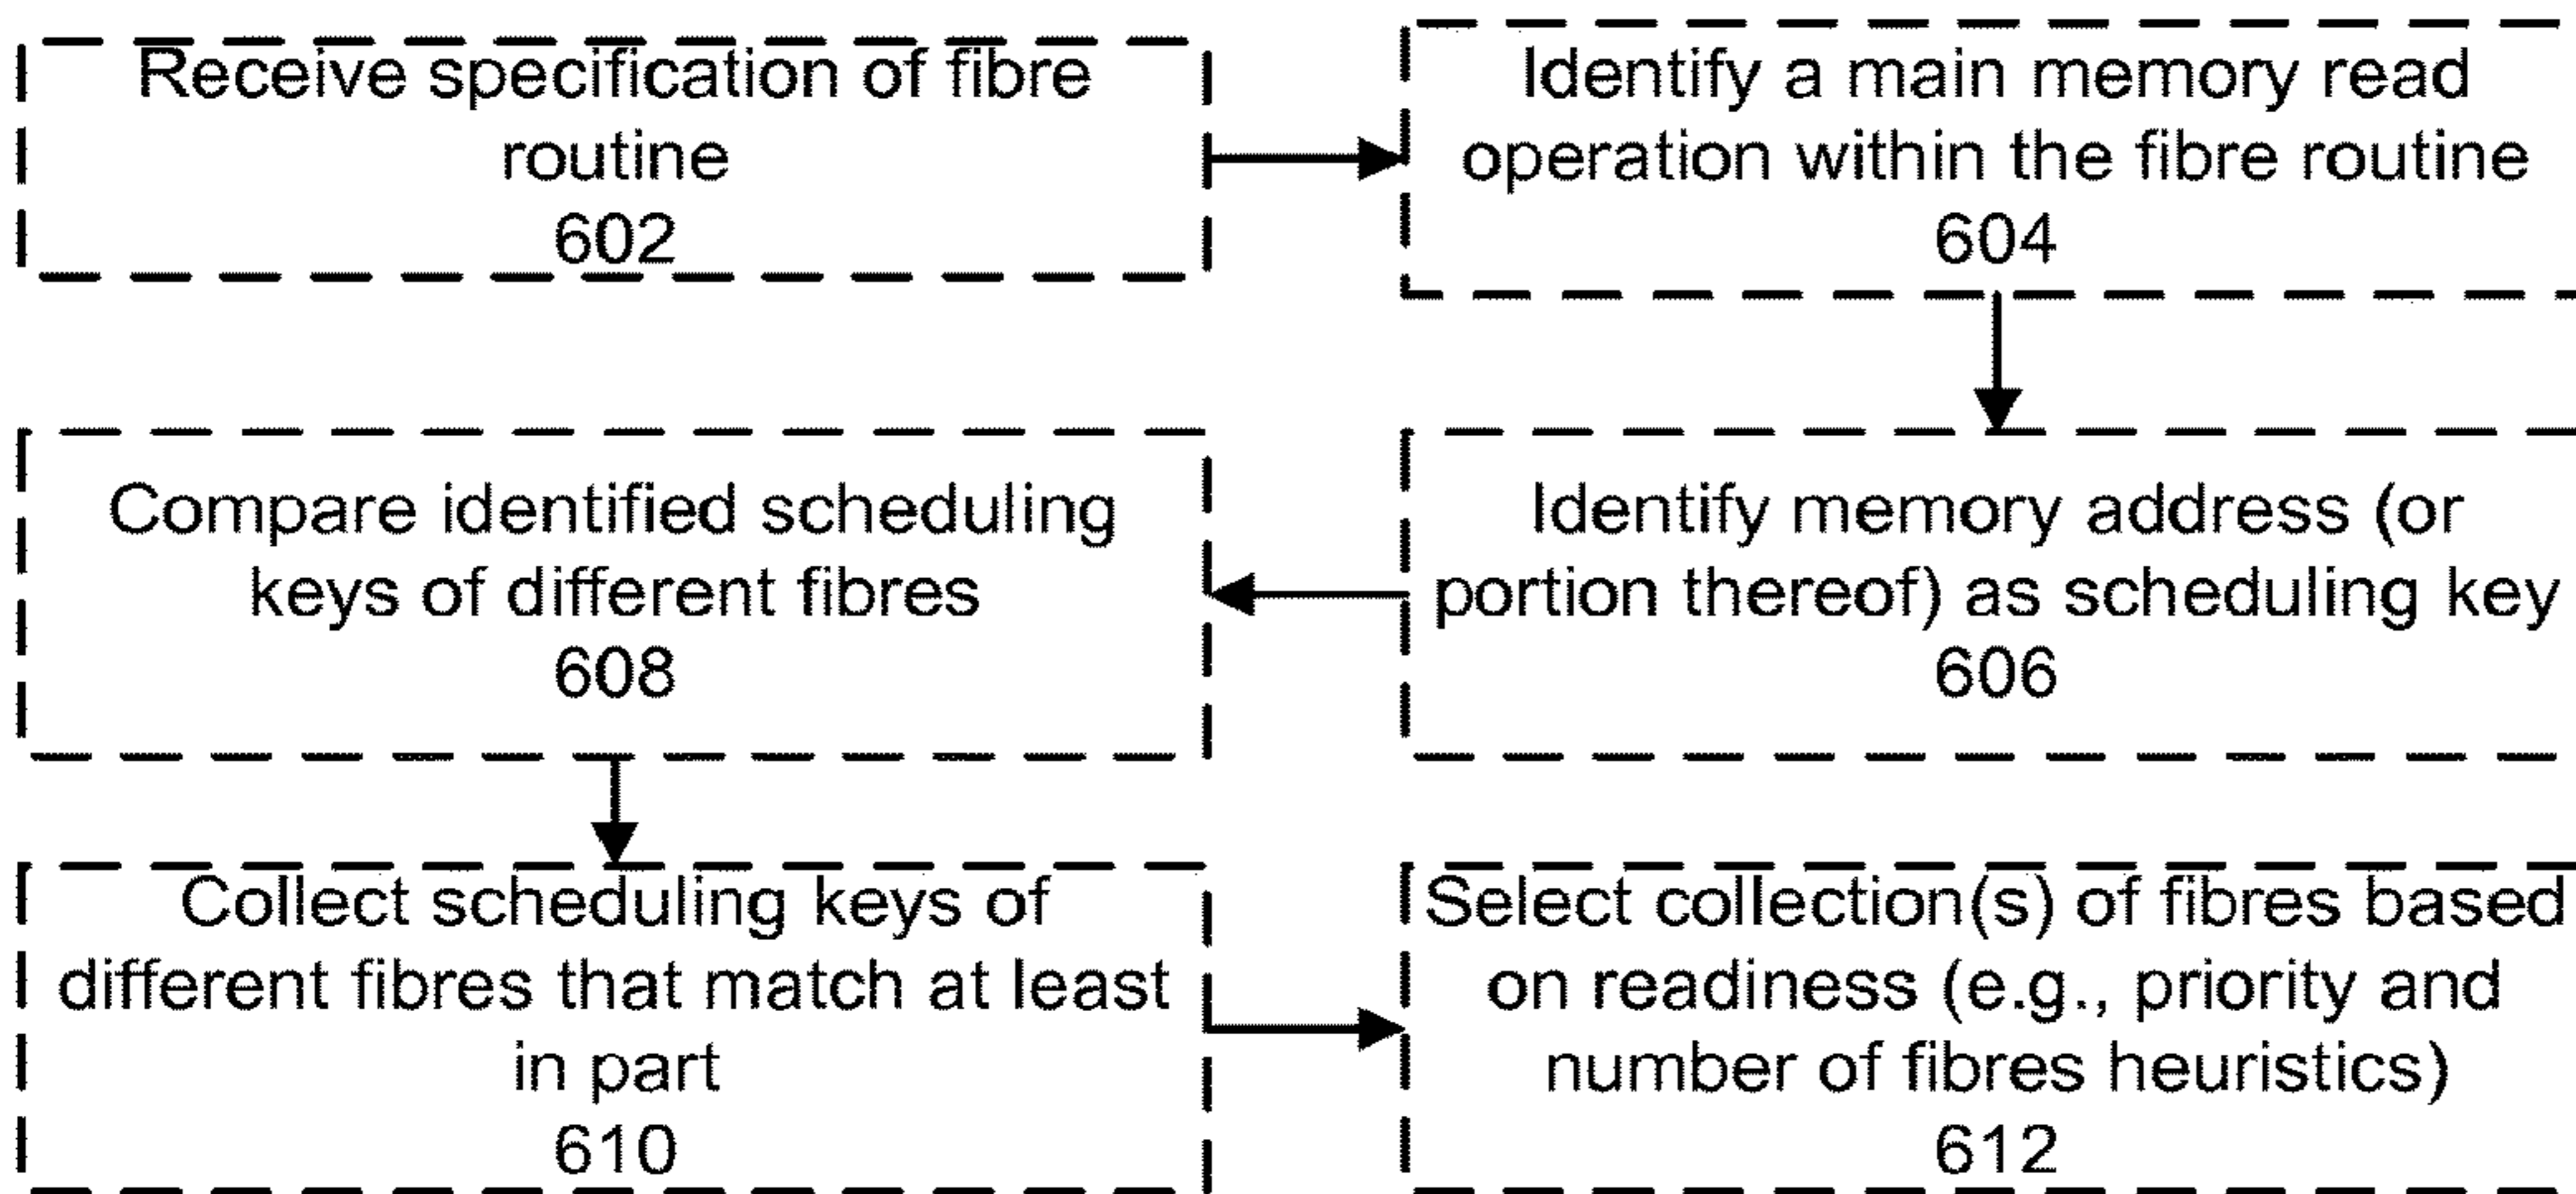 Receive specification of fibre
routine
602
Identify a main memory read
operation within the fibre routine
604
Identify memory address (or
portion thereof) as scheduling key
606
Compare identified scheduling
keys of different fibres
608
Collect scheduling keys of
different fibres that match at least
in part
610
Select collection(s) of fibres based
on readiness (e.g., priority and
number of fibres heuristics)
612